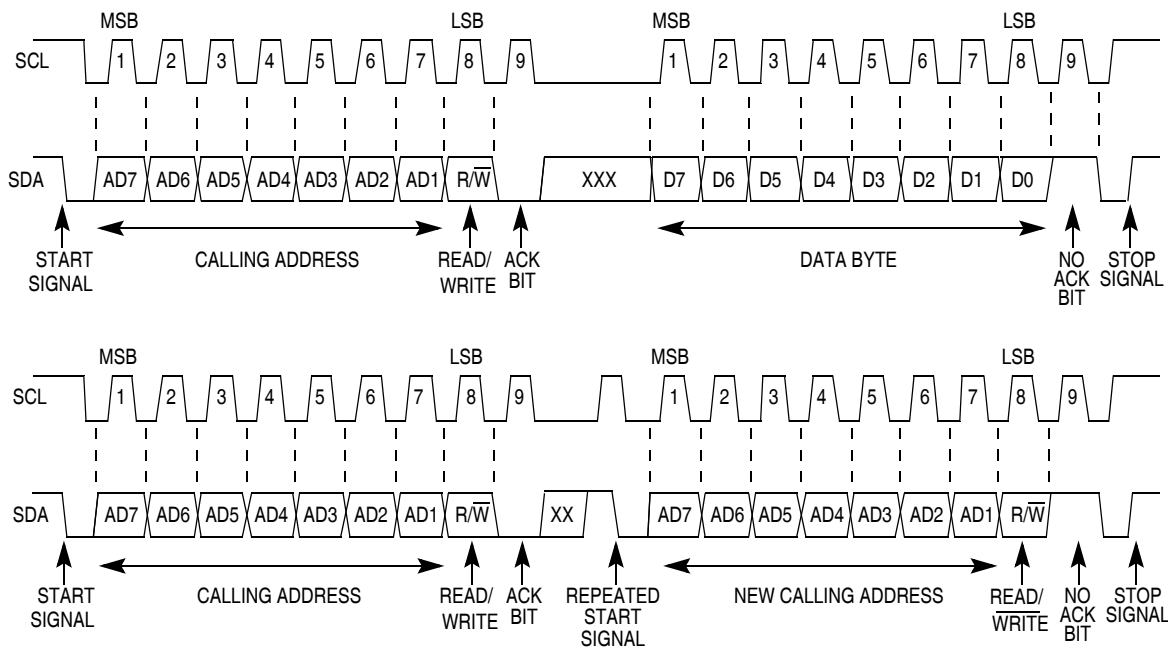 MSB LSB MSB LSB
SCL 1 2 3 4 5 6 7 8 9 1 2 3 4 5 6 7 8 9
SDA AD7 AD6 AD5 AD4 AD3 AD2 AD1 R/W̅ XXX D7 D6 D5 D4 D3 D2 D1 D0
START SIGNAL
CALLING ADDRESS
READ/
WRITE
ACK
BIT
DATA BYTE
NO
ACK
BIT
STOP
SIGNAL
MSB LSB MSB LSB
SCL 1 2 3 4 5 6 7 8 9 1 2 3 4 5 6 7 8 9
SDA AD7 AD6 AD5 AD4 AD3 AD2 AD1 R/W̅ XX AD7 AD6 AD5 AD4 AD3 AD2 AD1 R/W̅
START
SIGNAL
CALLING ADDRESS
READ/
WRITE
ACK
BIT
REPEATED
START
SIGNAL
NEW CALLING ADDRESS
READ/
W̅R̅I̅T̅E̅
NO
ACK
BIT
STOP
SIGNAL